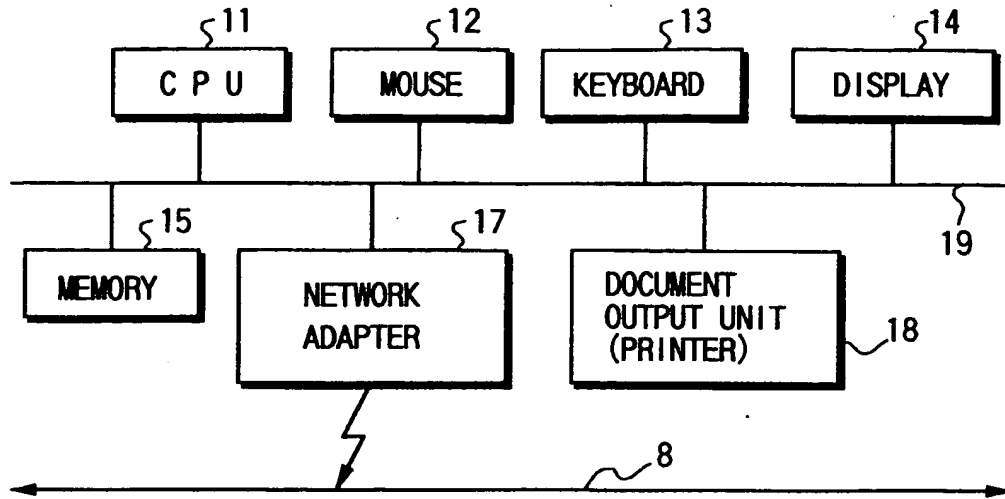 11
12
13
14
C P U
MOUSE
KEYBOARD
DISPLAY
15
17
19
MEMORY
NETWORK
ADAPTER
DOCUMENT
OUTPUT UNIT
(PRINTER)
18
8